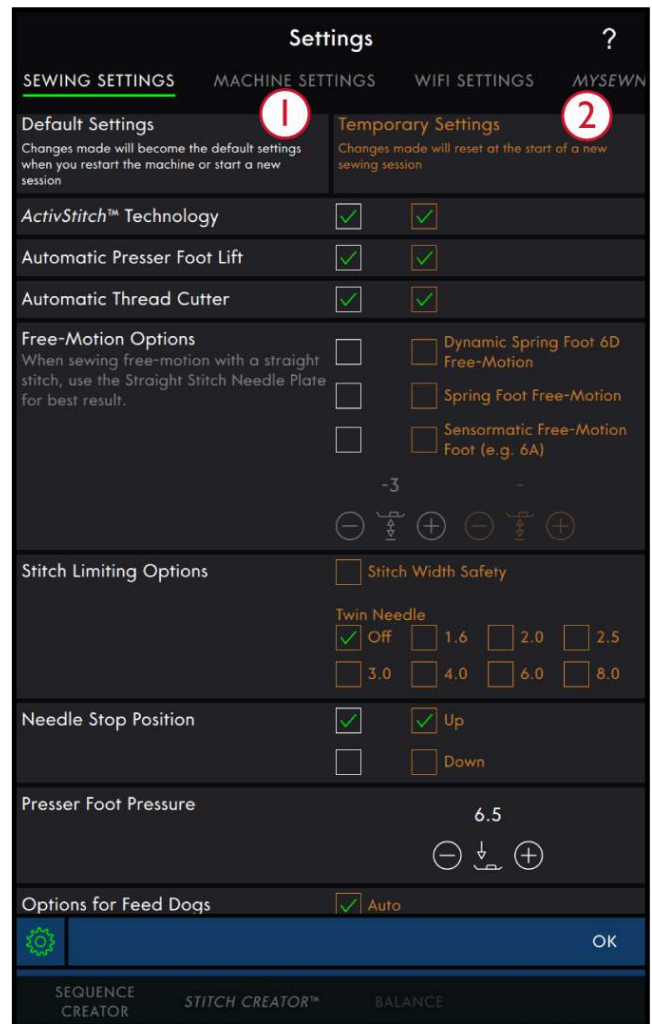 Settings
?
SEWING SETTINGS MACHINE SETTINGS WIFI SETTINGS MYSEWN
1
2
Default Settings
Changes made will become the default settings
when you restart the machine or start a new
session
Temporary Settings
Changes made will reset at the start of a new
sewing session
ActivStitch™ Technology
Automatic Presser Foot Lift
Automatic Thread Cutter
Free-Motion Options
When sewing free-motion with a straight
stitch, use the Straight Stitch Needle Plate
for best result.
Dynamic Spring Foot 6D
Free-Motion
Spring Foot Free-Motion
Sensormatic Free-Motion
Foot (e.g. 6A)
-3 -
Stitch Limiting Options
Stitch Width Safety
Twin Needle
Off 1.6 2.0 2.5
3.0 4.0 6.0 8.0
Needle Stop Position
Up
Down
Presser Foot Pressure
6.5
Options for Feed Dogs
Auto
OK
SEQUENCE
CREATOR
STITCH CREATOR™
BALANCE